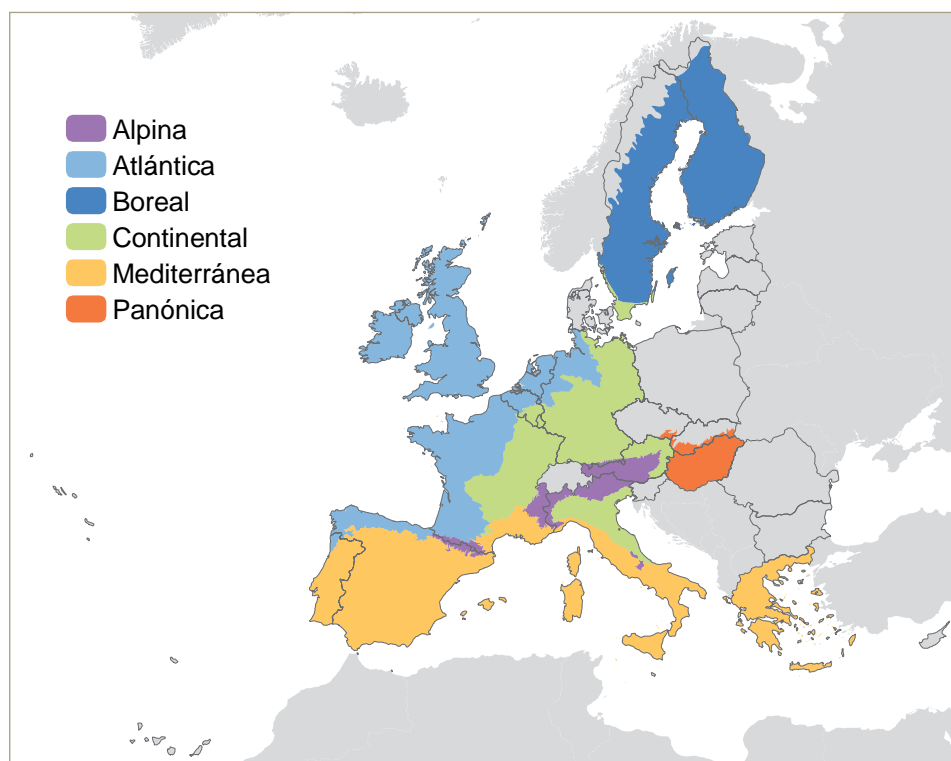 Alpina
Atlántica
Boreal
Continental
Mediterránea
Panónica